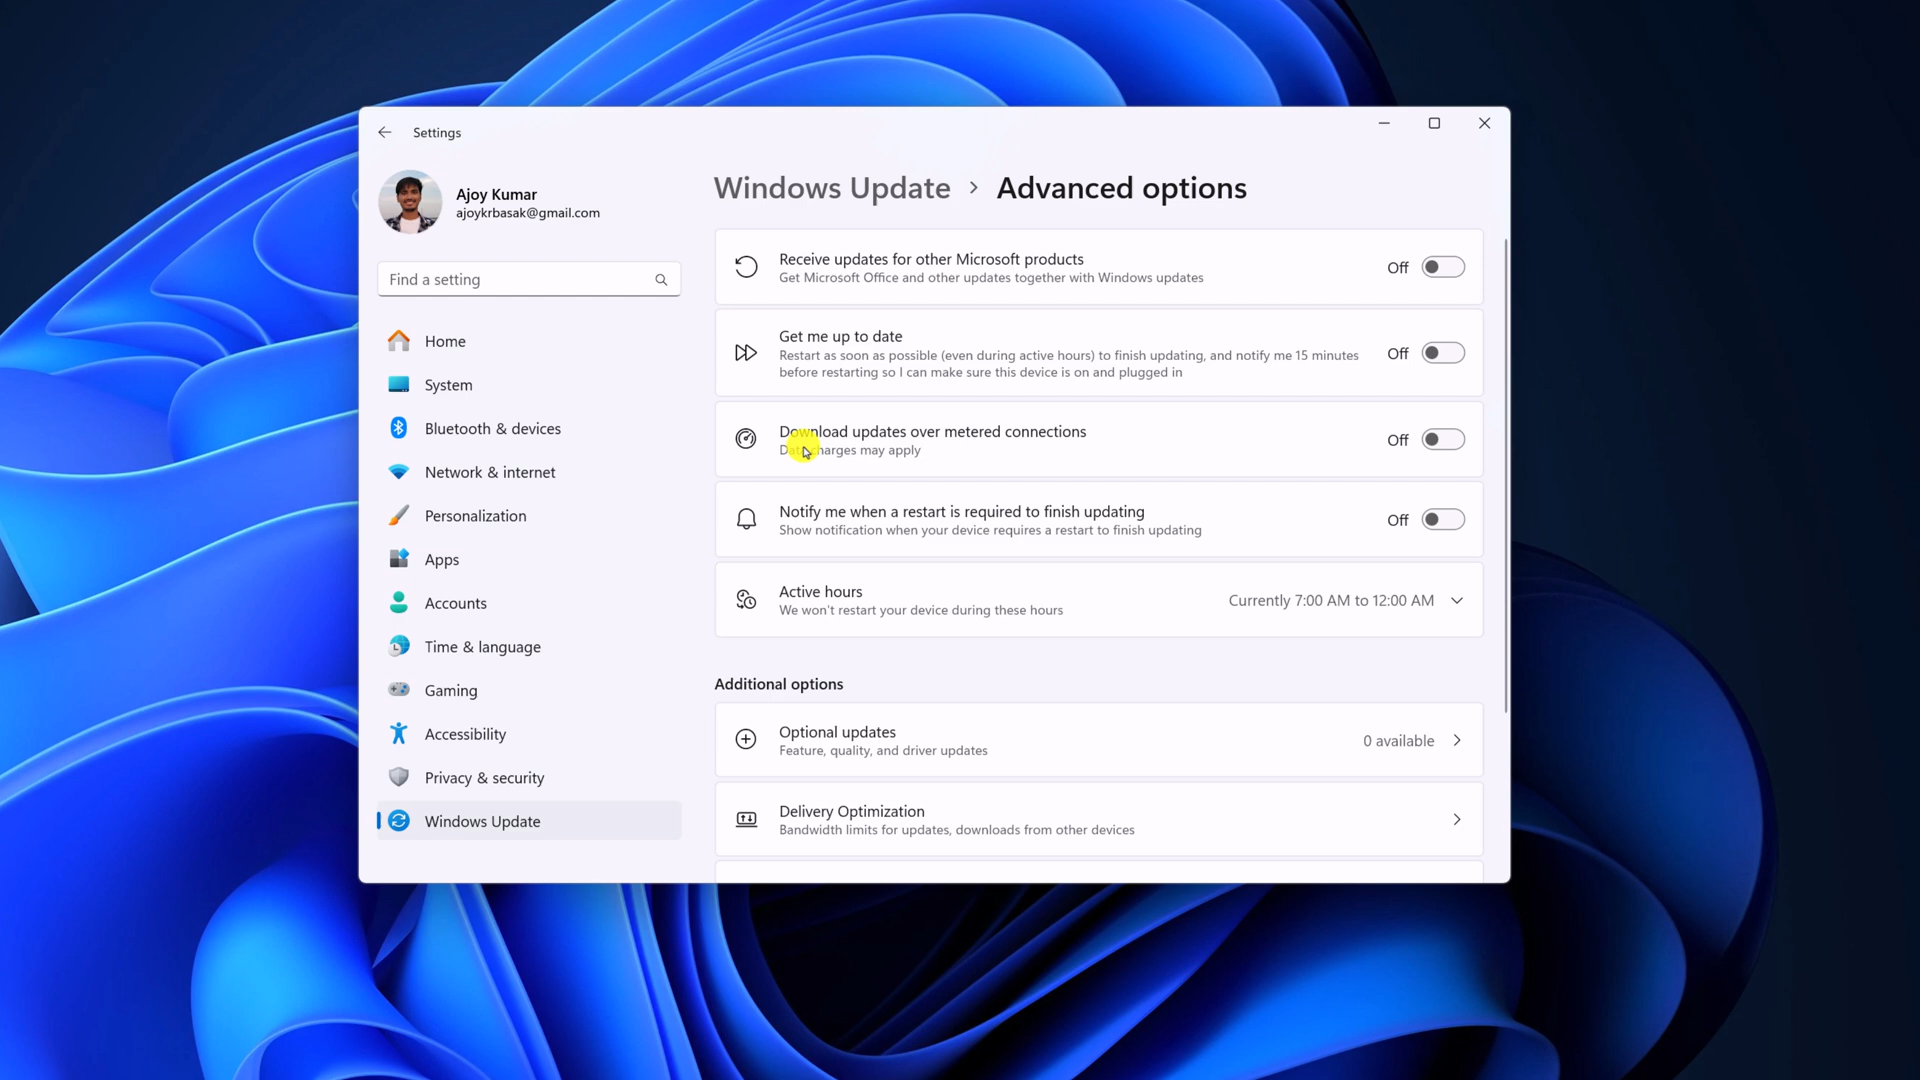 Settings
Ajoy Kumar
ajoykrbasak@gmail.com
Find a setting
Home
System
Bluetooth & devices
Network & internet
Personalization
Apps
Accounts
Time & language
Gaming
Accessibility
Privacy & security
Windows Update
Windows Update > Advanced options
Receive updates for other Microsoft products
Get Microsoft Office and other updates together with Windows updates
Off
Get me up to date
Restart as soon as possible (even during active hours) to finish updating, and notify me 15 minutes
before restarting so I can make sure this device is on and plugged in
Off
Download updates over metered connections
Data charges may apply
Off
Notify me when a restart is required to finish updating
Show notification when your device requires a restart to finish updating
Off
Active hours
We won't restart your device during these hours
Currently 7:00 AM to 12:00 AM
Additional options
Optional updates
Feature, quality, and driver updates
0 available
Delivery Optimization
Bandwidth limits for updates, downloads from other devices